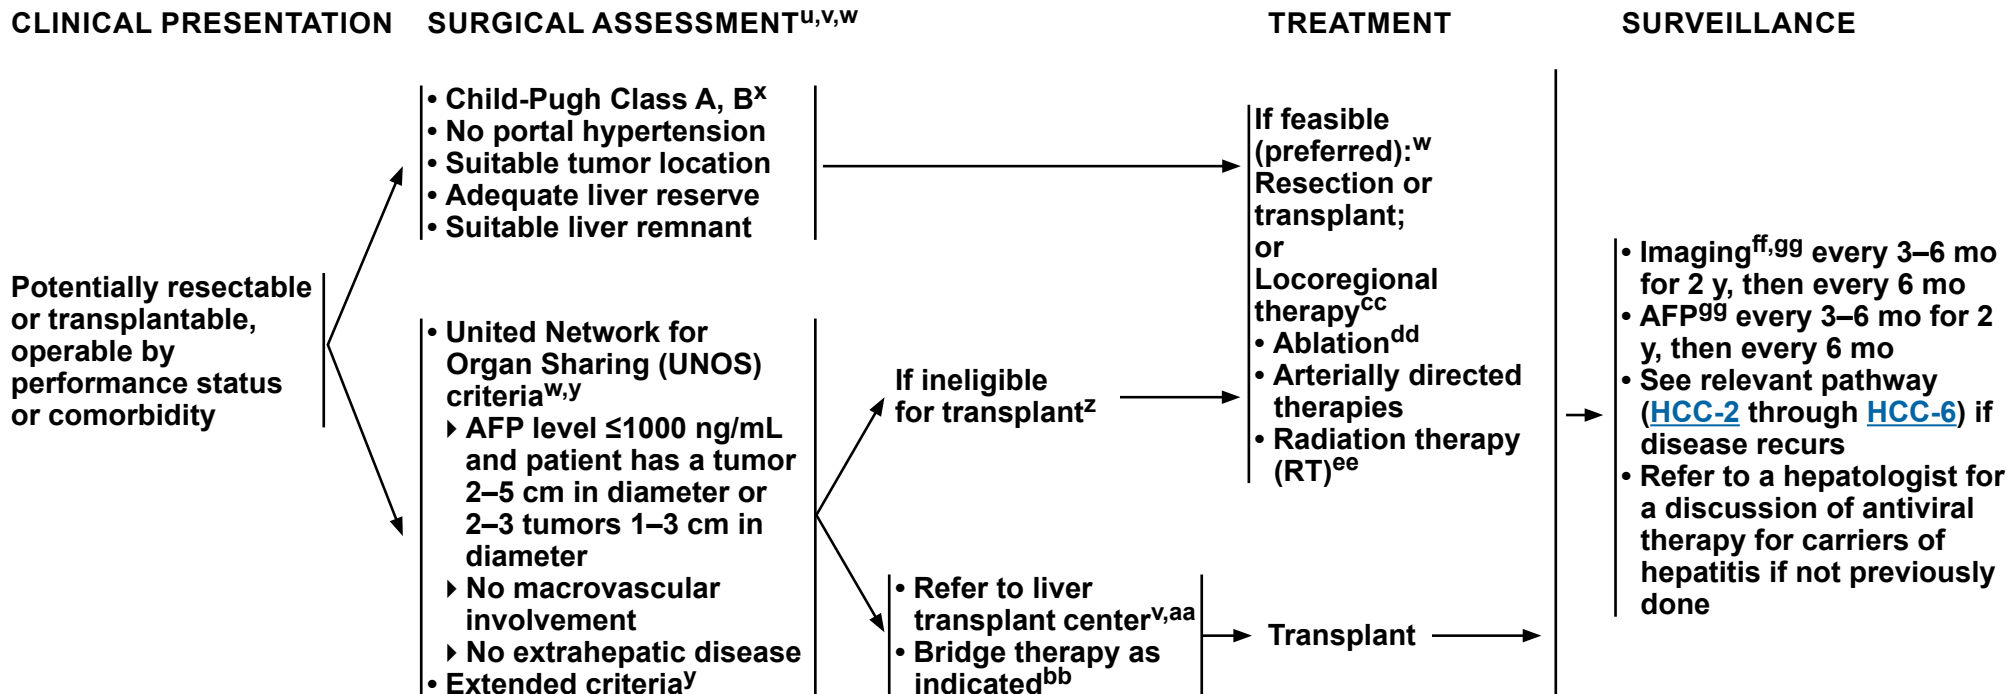 CLINICAL PRESENTATION
SURGICAL ASSESSMENTu,v,w
TREATMENT
SURVEILLANCE
Potentially resectable
or transplantable,
operable by
performance status
or comorbidity
• Child-Pugh Class A, Bx
• No portal hypertension
• Suitable tumor location
• Adequate liver reserve
• Suitable liver remnant
• United Network for
Organ Sharing (UNOS)
criteriaw,y
▸ AFP level ≤1000 ng/mL
and patient has a tumor
2–5 cm in diameter or
2–3 tumors 1–3 cm in
diameter
▸ No macrovascular
involvement
▸ No extrahepatic disease
• Extended criteriay
If ineligible
for transplantz
• Refer to liver
transplant centerv,aa
• Bridge therapy as
indicatedbb
If feasible
(preferred):w
Resection or
transplant;
or
Locoregional
therapycc
• Ablationdd
• Arterially directed
therapies
• Radiation therapy
(RT)ee
Transplant
• Imagingff,gg every 3–6 mo
for 2 y, then every 6 mo
• AFPgg every 3–6 mo for 2
y, then every 6 mo
• See relevant pathway
(HCC-2 through HCC-6) if
disease recurs
• Refer to a hepatologist for
a discussion of antiviral
therapy for carriers of
hepatitis if not previously
done